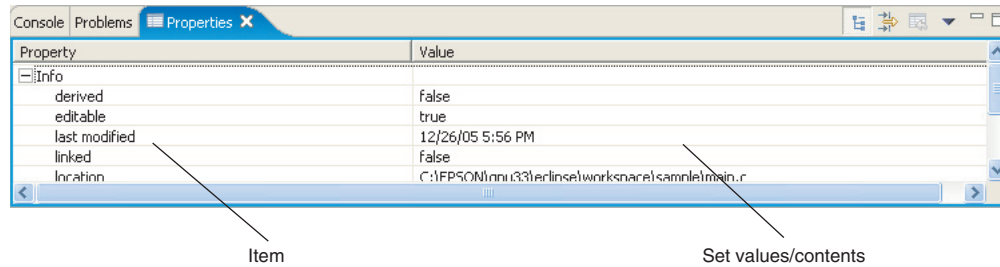 Console Problems Properties
Property Value
Info
derived false
editable true
last modified 12/26/05 5:56 PM
linked false
location C:\EPSON\gnu33\eclipse\workspace\sample\main.c
Item Set values/contents